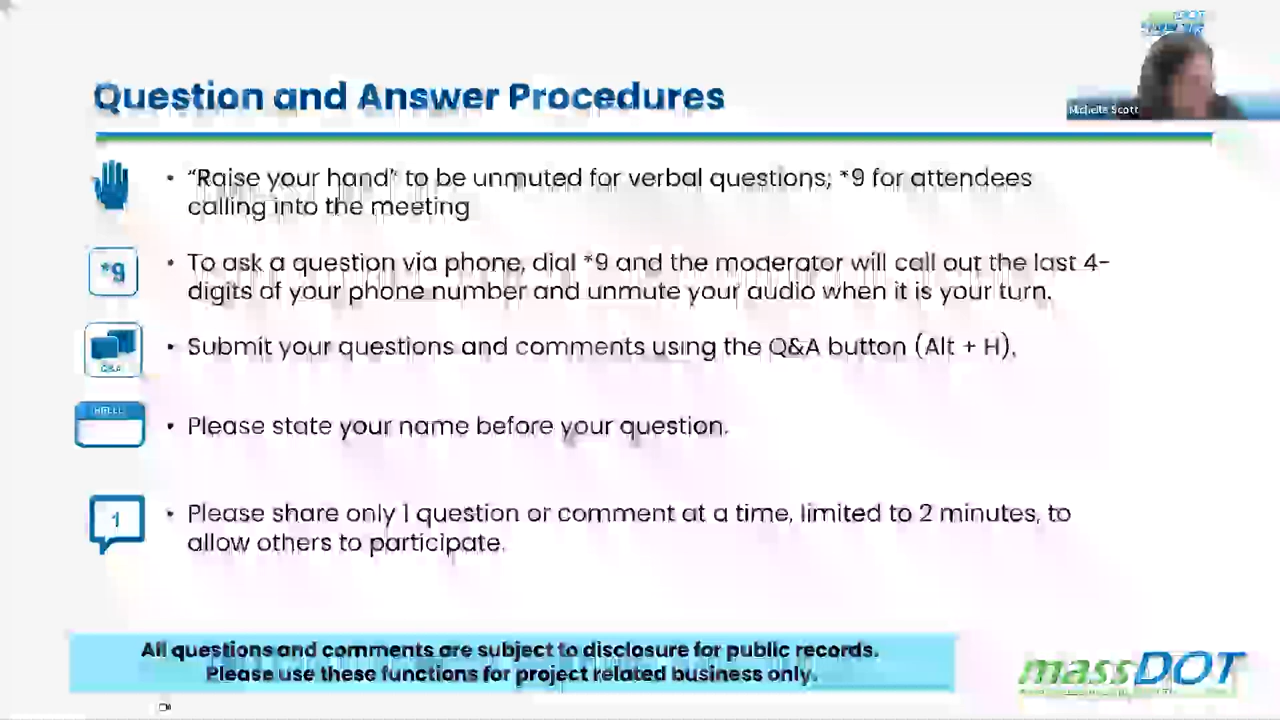 Question and Answer Procedures
Michelle Scott
• "Raise your hand" to be unmuted for verbal questions; *9 for attendees
calling into the meeting
*9
• To ask a question via phone, dial *9 and the moderator will call out the last 4-
digits of your phone number and unmute your audio when it is your turn.
Q&A
• Submit your questions and comments using the Q&A button (Alt + H).
HELLO
• Please state your name before your question.
1
• Please share only 1 question or comment at a time, limited to 2 minutes, to
allow others to participate.
All questions and comments are subject to disclosure for public records.
Please use these functions for project related business only.
massDOT